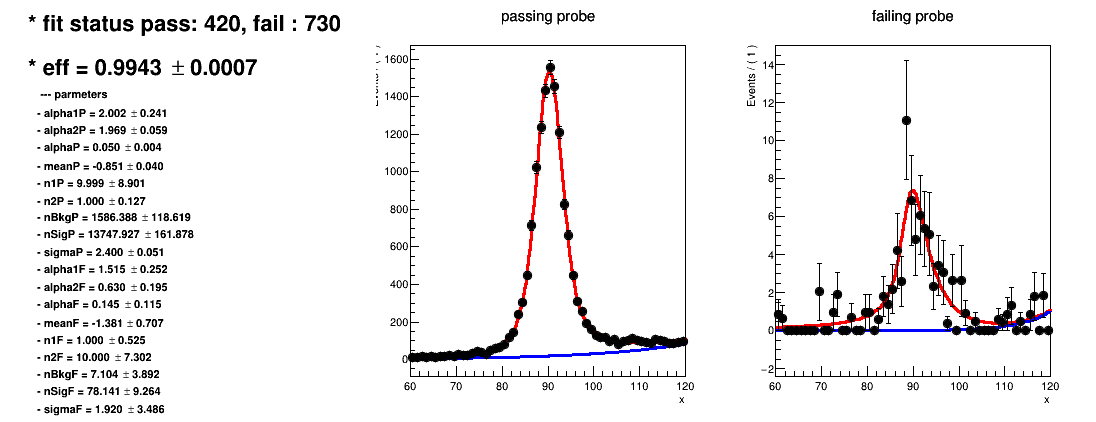 * fit status pass: 420, fail : 730
* eff = 0.9943 ± 0.0007
--- parmeters
- alpha1P = 2.002 ± 0.241
- alpha2P = 1.969 ± 0.059
- alphaP = 0.050 ± 0.004
- meanP = -0.851 ± 0.040
- n1P = 9.999 ± 8.901
- n2P = 1.000 ± 0.127
- nBkgP = 1586.388 ± 118.619
- nSigP = 13747.927 ± 161.878
- sigmaP = 2.400 ± 0.051
- alpha1F = 1.515 ± 0.252
- alpha2F = 0.630 ± 0.195
- alphaF = 0.145 ± 0.115
- meanF = -1.381 ± 0.707
- n1F = 1.000 ± 0.525
- n2F = 10.000 ± 7.302
- nBkgF = 7.104 ± 3.892
- nSigF = 78.141 ± 9.264
- sigmaF = 1.920 ± 3.486
passing probe
1600
1400
1200
1000
800
600
400
200
0
60 70 80 90 100 110 120
x
failing probe
Events / ( 1 )
14
12
10
8
6
4
2
0
−2
60 70 80 90 100 110 120
x